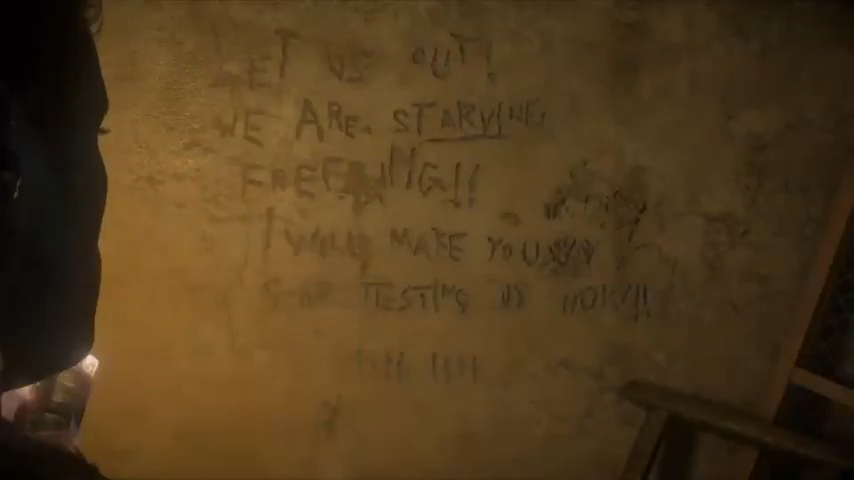 LET US OUT!
WE ARE STARVING
FREEZING!!
I WILL MAKE YOU
STOP TESTING US NOW!!